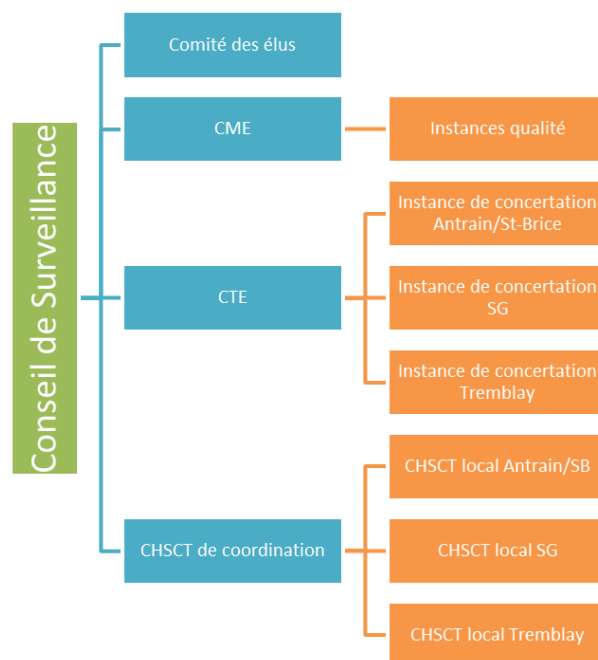 Conseil de Surveillance
Comité des élus
CME
Instances qualité
CTE
Instance de concertation
Antrain/St-Brice
Instance de concertation
SG
Instance de concertation
Tremblay
CHSCT de coordination
CHSCT local Antrain/SB
CHSCT local SG
CHSCT local Tremblay